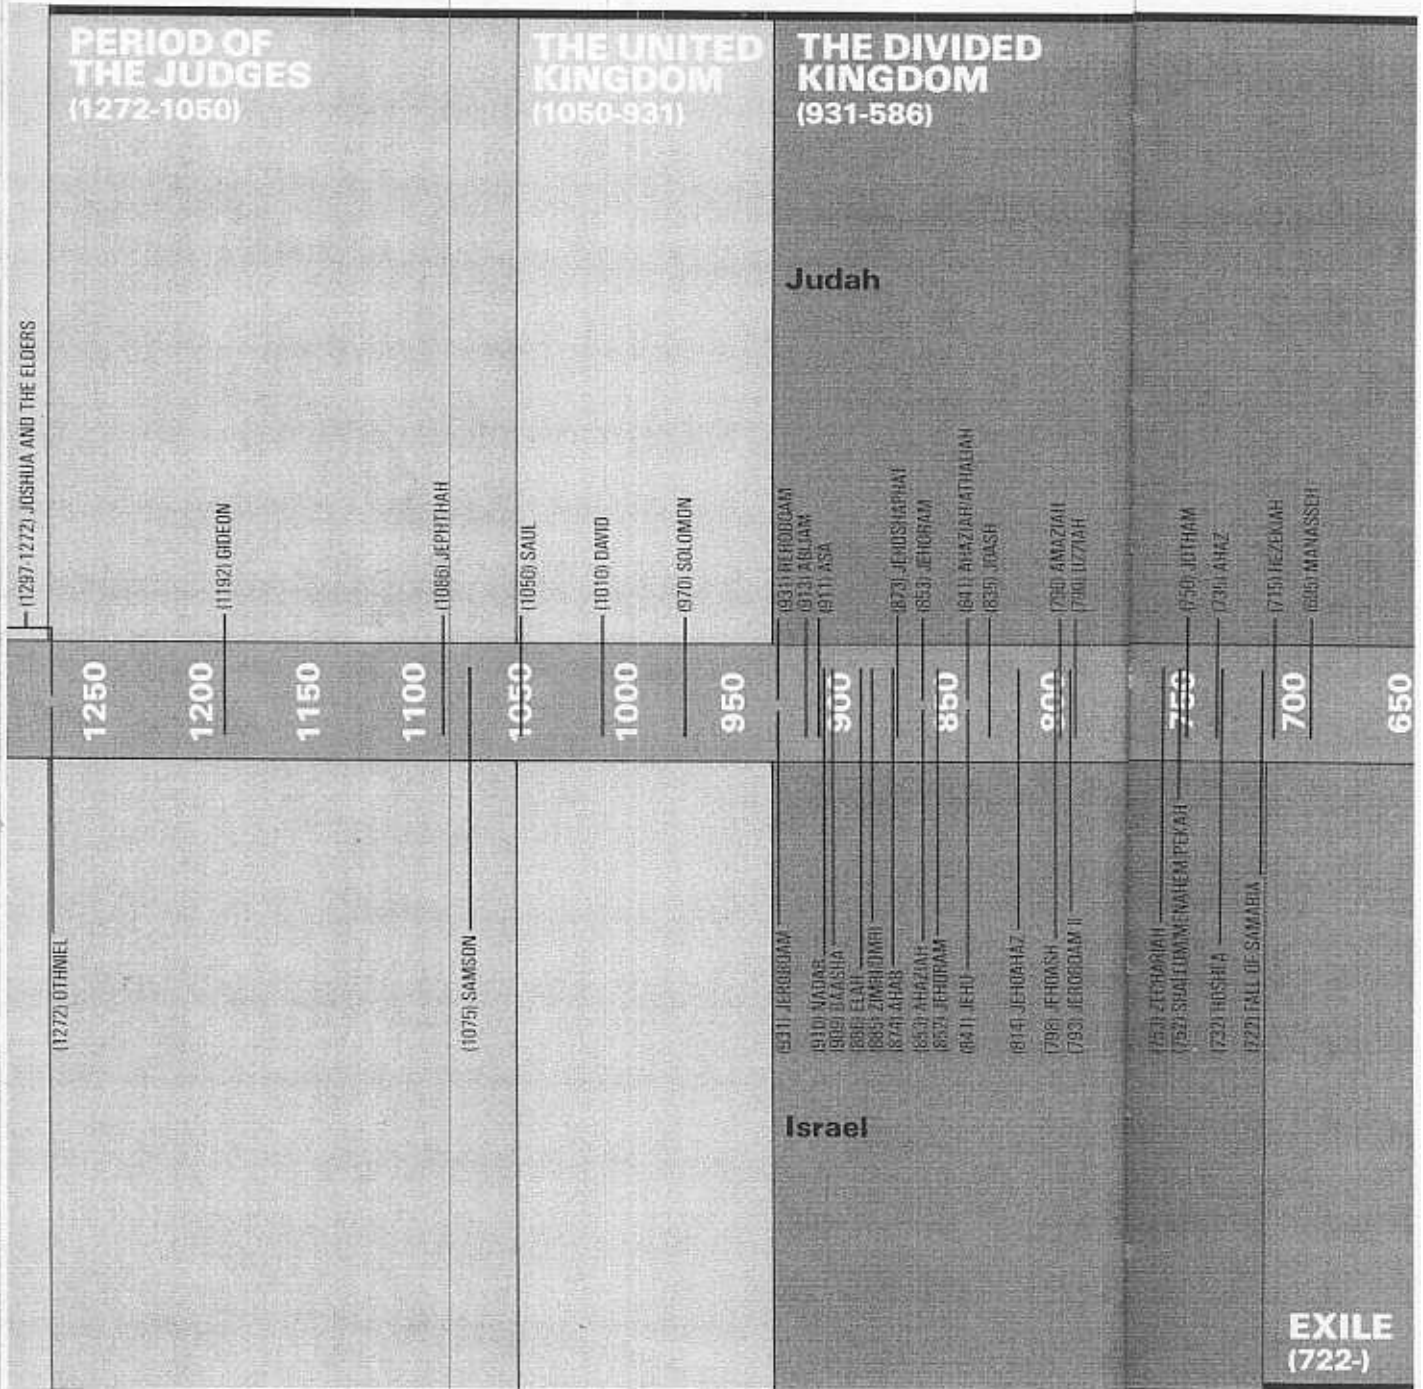 PERIOD OF
THE JUDGES
(1272-1050)
THE UNITED
KINGDOM
(1050-931)
THE DIVIDED
KINGDOM
(931-586)
Judah
(1297-1272) JOSHUA AND THE ELDERS
(1192) GIDEON
(1086) JEPHTHAH
(1050) SAUL
(1010) DAVID
(970) SOLOMON
(931) REHOBOAM
(913) ABIJAM
(911) ASA
(873) JEHOSHAPHAT
(853) JEHORAM
(841) AHAZIAH/ATHALIAH
(835) JOASH
(796) AMAZIAH
(790) UZZIAH
(750) JOTHAM
(735) AHAZ
(715) HEZEKIAH
(695) MANASSEH
1250
1200
1150
1100
1050
1000
950
900
850
800
750
700
650
(1272) OTHNIEL
(1075) SAMSON
(931) JEROBOAM
(910) NADAB
(909) BAASHA
(886) ELAH
(885) ZIMRI/OMRI
(874) AHAB
(853) AHAZIAH
(852) JEHORAM
(841) JEHU
(814) JEHOAHAZ
(798) JEHOASH
(793) JEROBOAM II
(753) ZECHARIAH
(752) SHALLOM/MENAHEM/PEKAH
(732) HOSHEA
(722) FALL OF SAMARIA
Israel
EXILE
(722-)